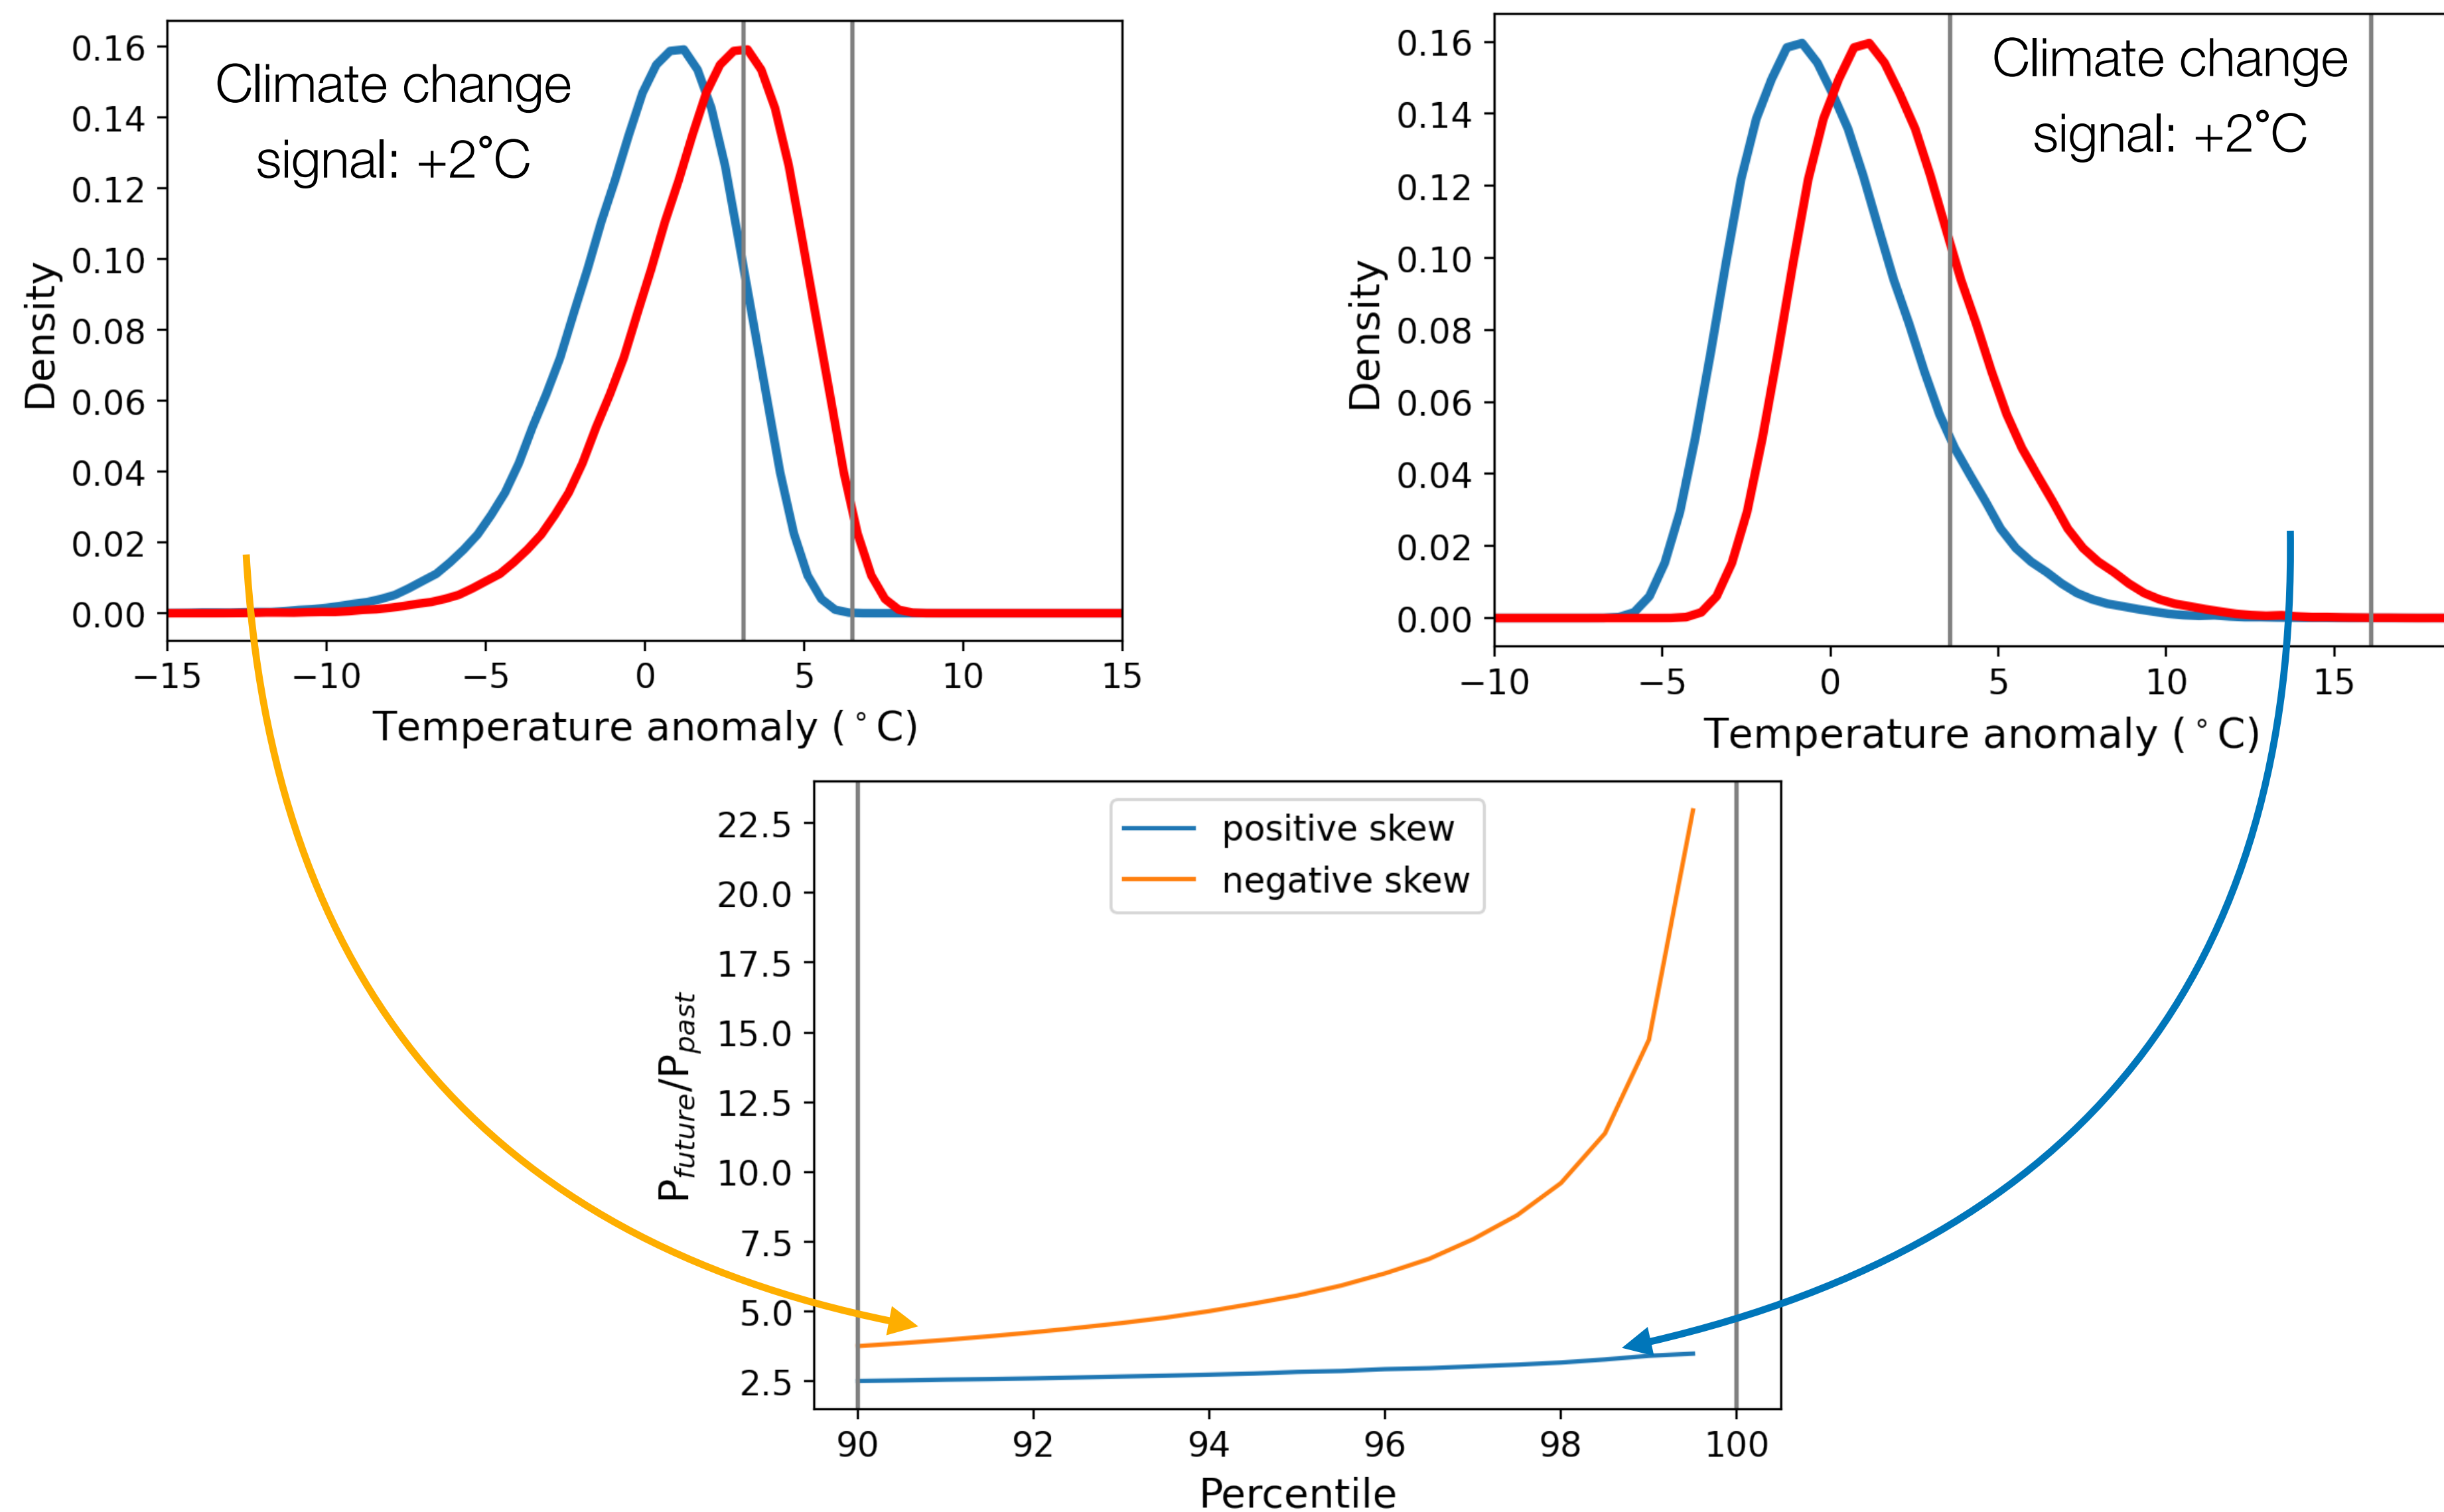 Climate change
signal: +2°C
0.16
0.14
0.12
0.10
0.08
0.06
0.04
0.02
0.00
Density
−15 −10 −5 0 5 10 15
Temperature anomaly (°C)
Climate change
signal: +2°C
0.16
0.14
0.12
0.10
0.08
0.06
0.04
0.02
0.00
Density
−10 −5 0 5 10 15
Temperature anomaly (°C)
positive skew
negative skew
22.5
20.0
17.5
15.0
12.5
10.0
7.5
5.0
2.5
P_future/P_past
90 92 94 96 98 100
Percentile